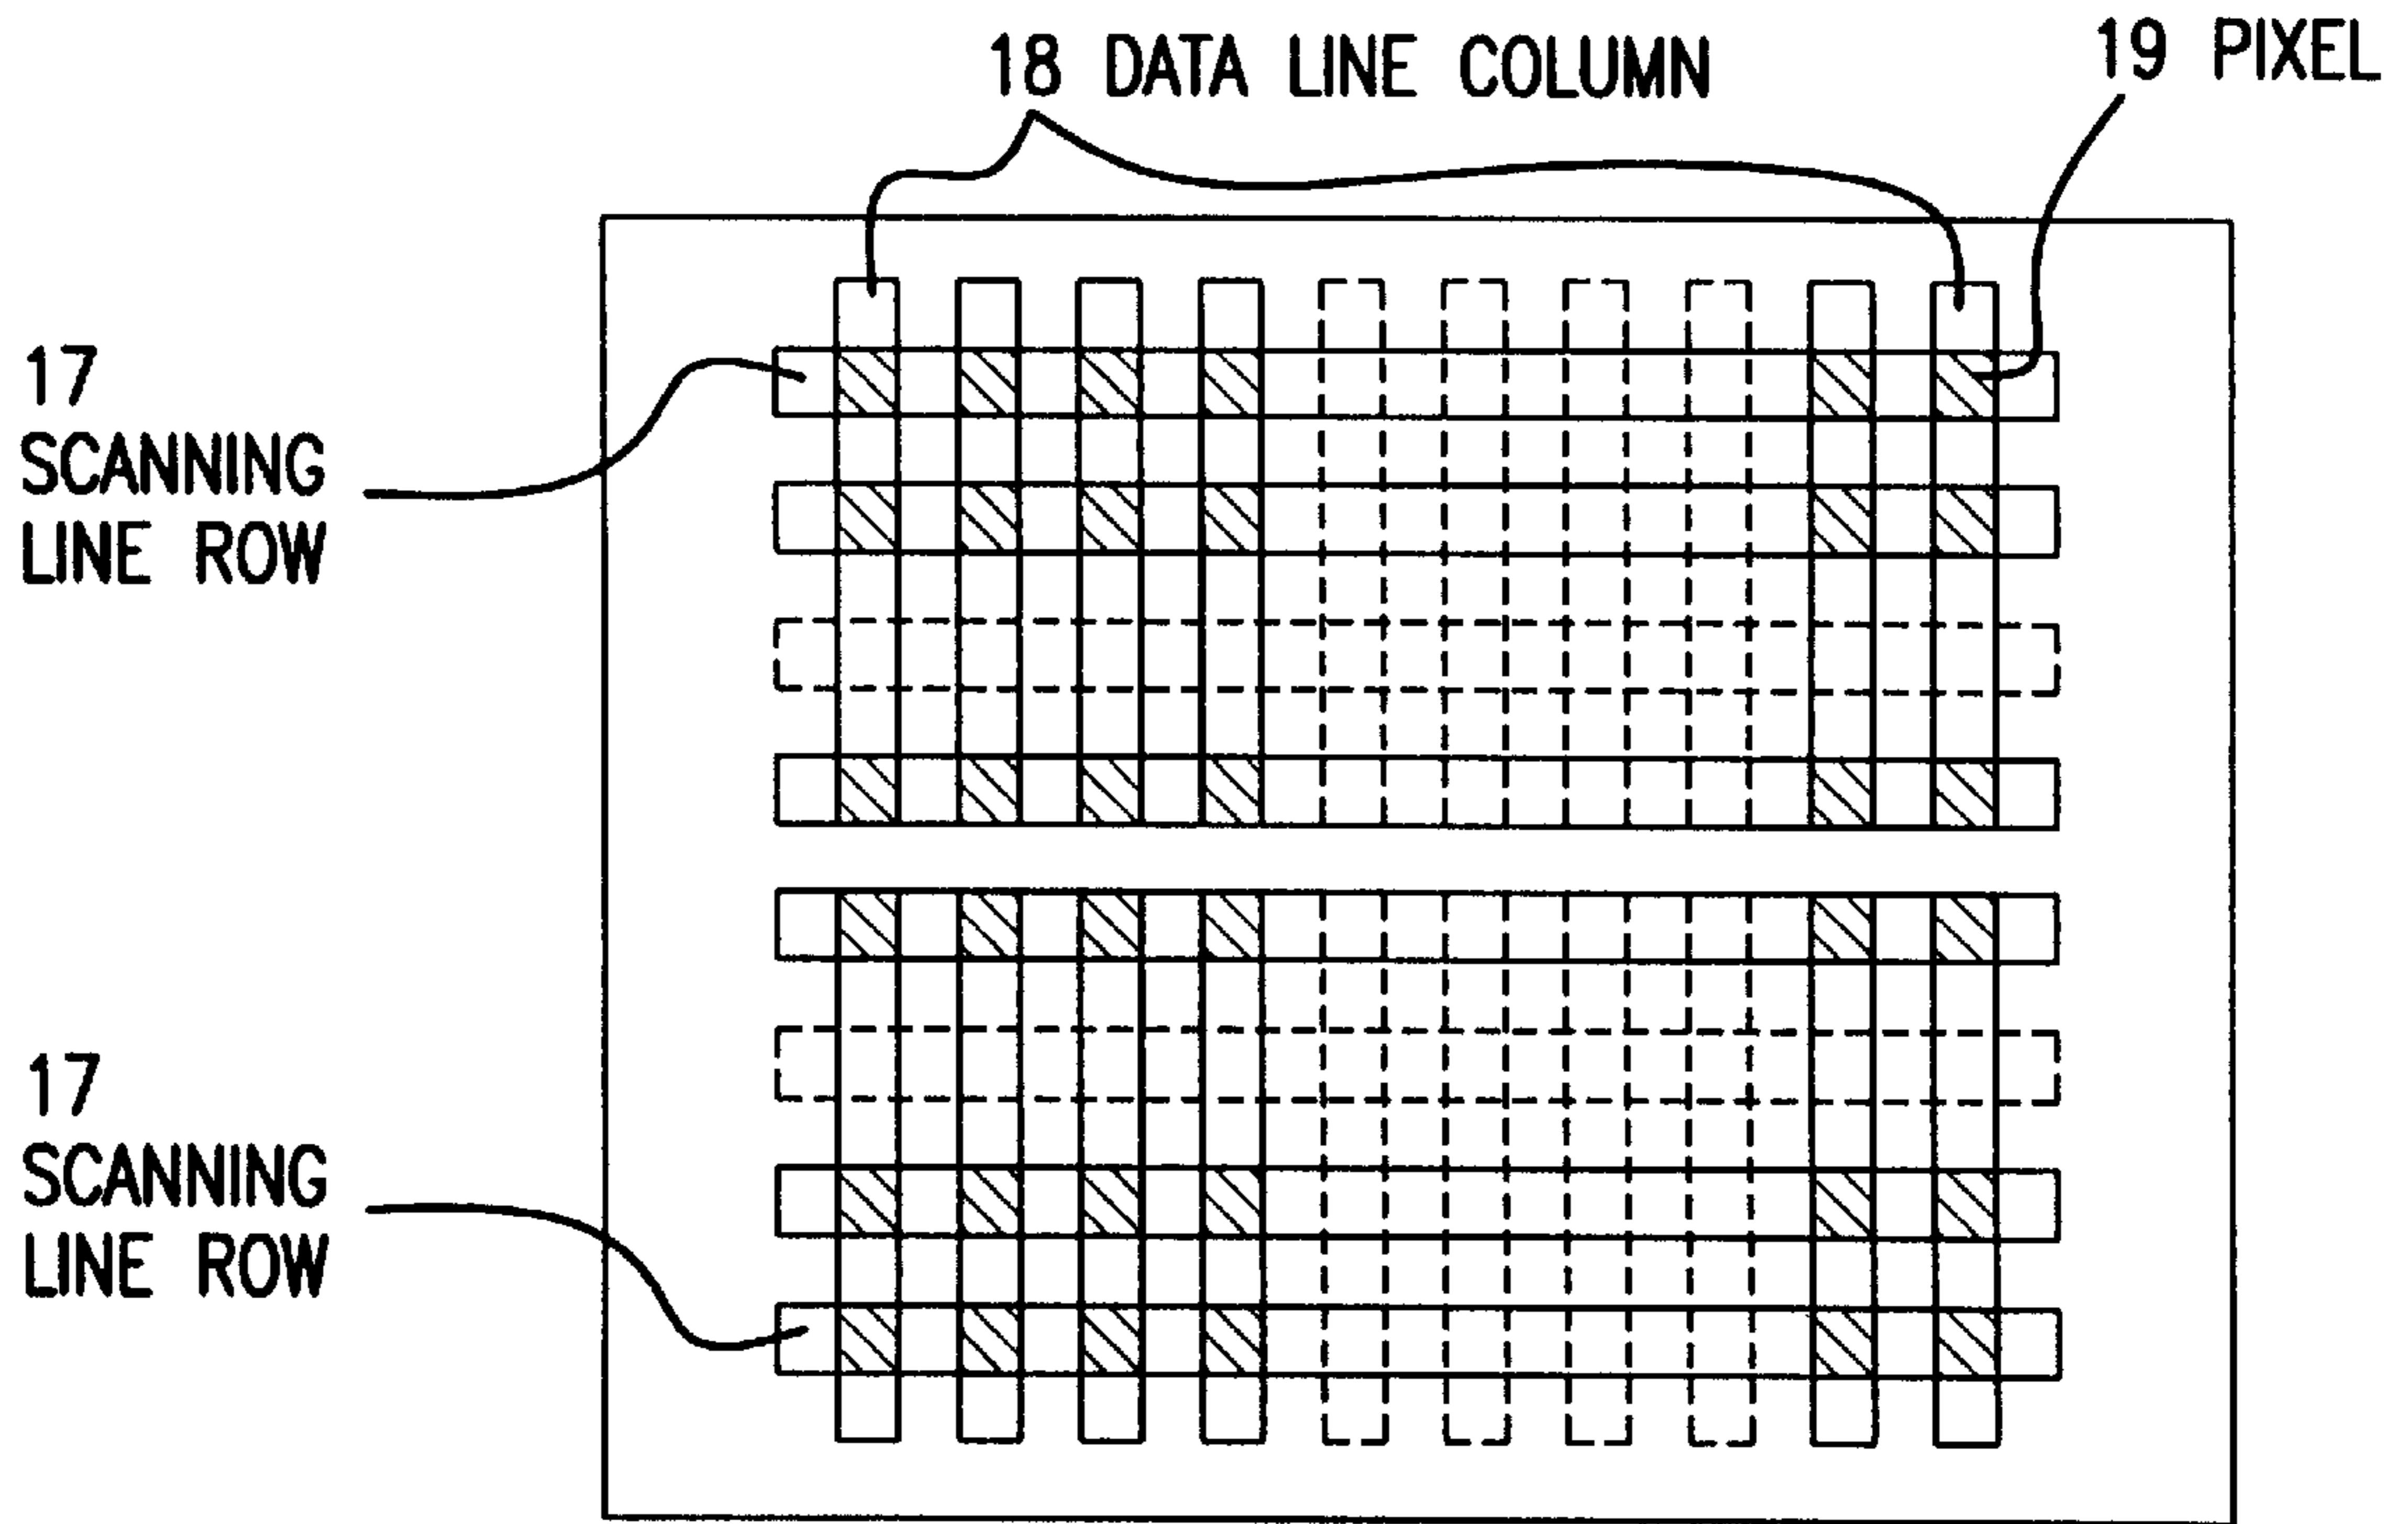 18 DATA LINE COLUMN
19 PIXEL
17
SCANNING
LINE ROW
17
SCANNING
LINE ROW